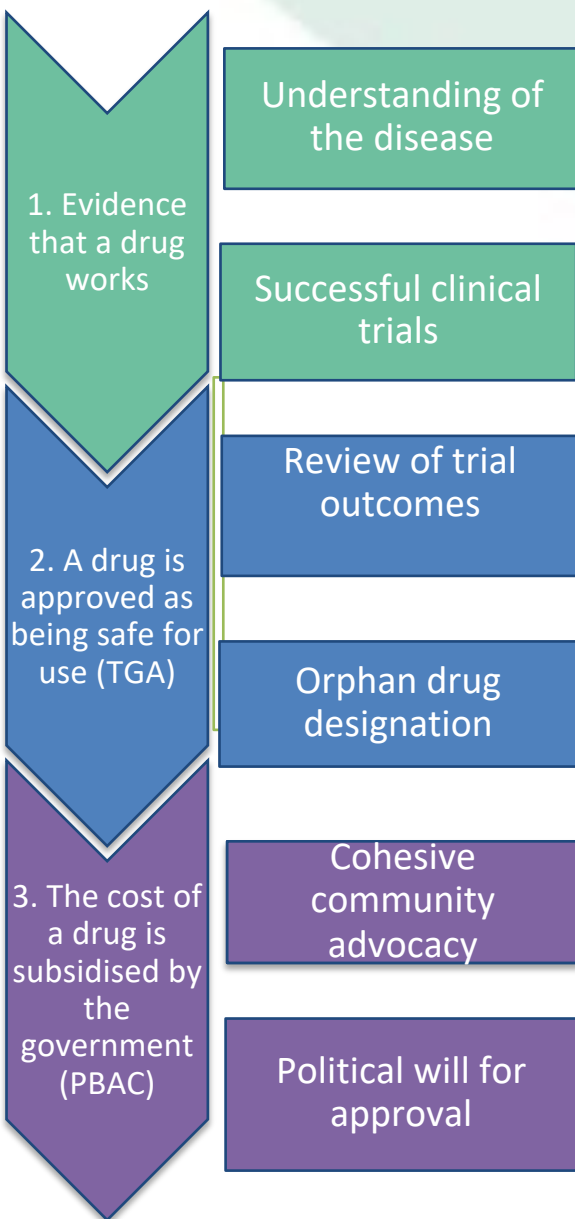 1. Evidence
that a drug
works
Understanding of
the disease
Successful clinical
trials
2. A drug is
approved as
being safe for
use (TGA)
Review of trial
outcomes
Orphan drug
designation
3. The cost of
a drug is
subsidised by
the
government
(PBAC)
Cohesive
community
advocacy
Political will for
approval